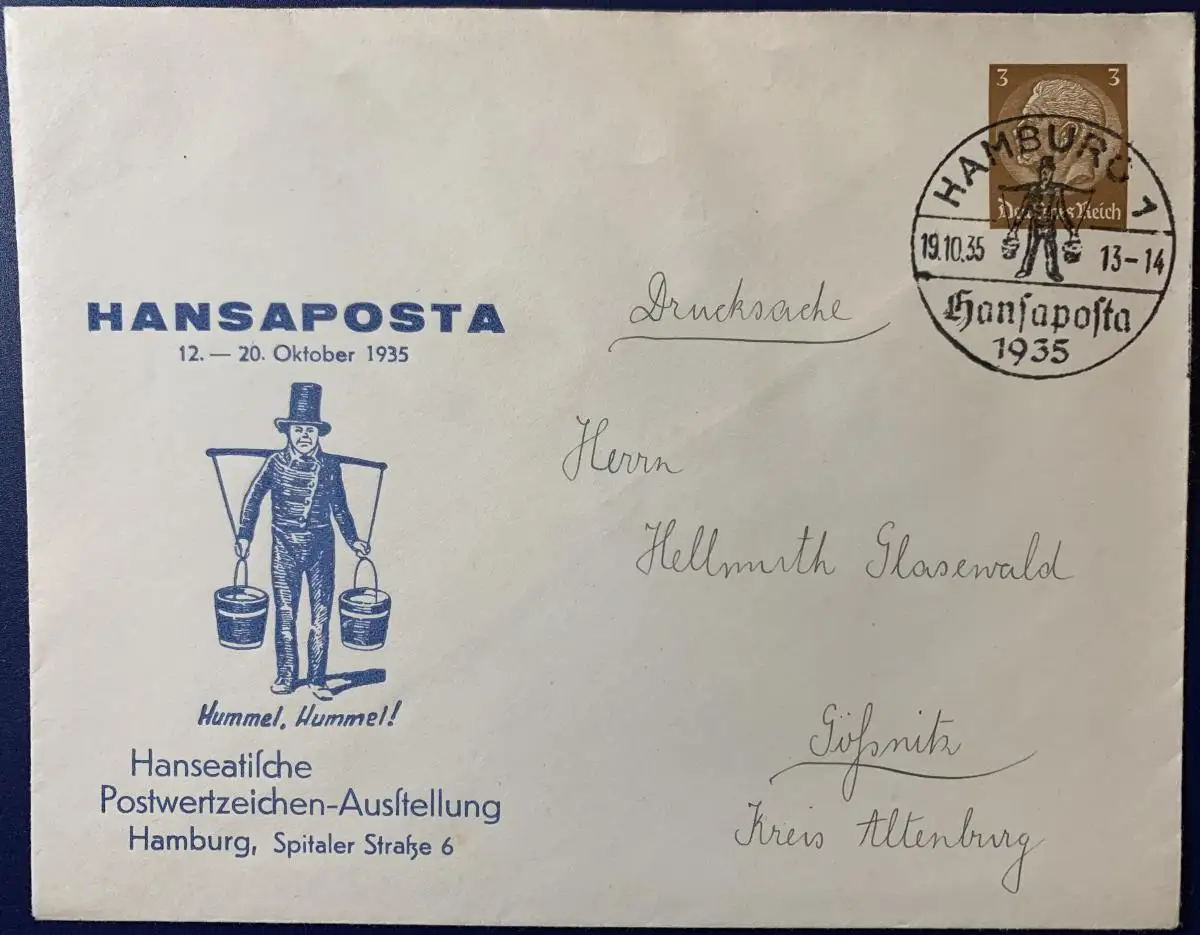 3 3
Deutsches Reich
HAMBURG 1
19.10.35 13-14
Hanſapoſta
1935
HANSAPOSTA
12. — 20. Oktober 1935
Drucksache
Herrn
Hellmuth Glasewald
Gößnitz
Kreis Altenburg
Hummel, Hummel!
Hanseatiſche
Postwertzeichen-Ausſtellung
Hamburg, Spitaler Straße 6